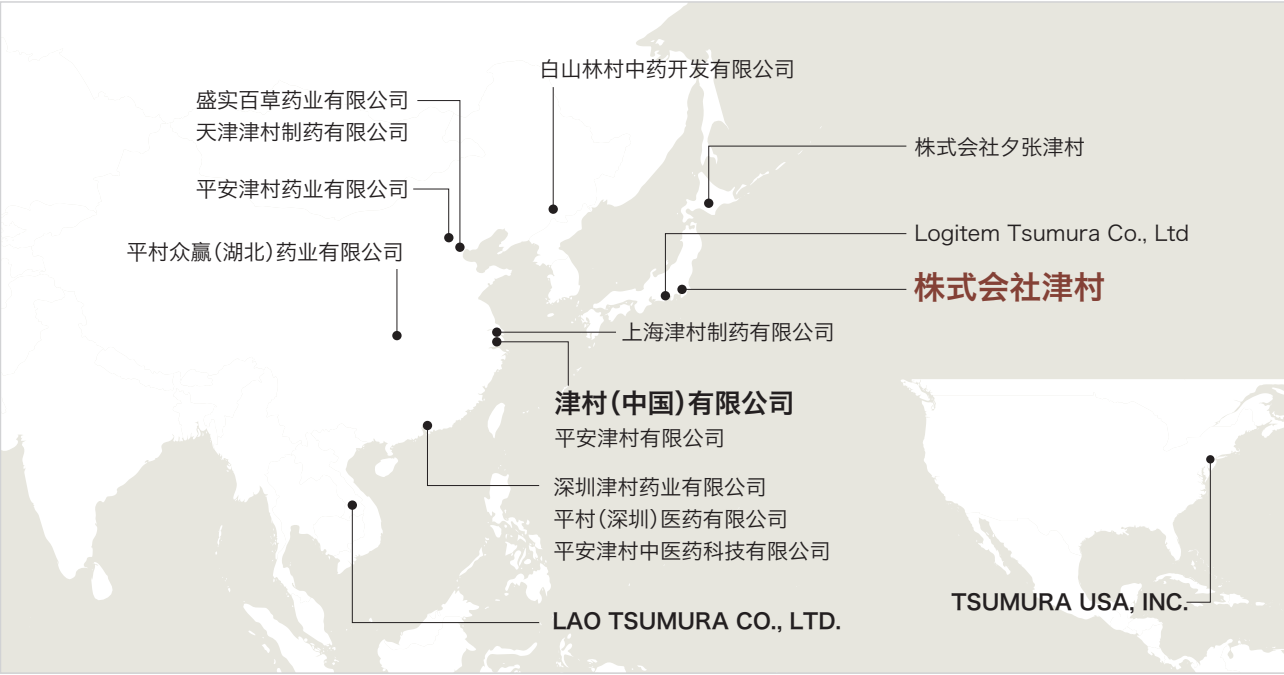 白山林村中药开发有限公司
盛实百草药业有限公司
天津津村制药有限公司
株式会社夕张津村
平安津村药业有限公司
Logitem Tsumura Co., Ltd
平村众赢(湖北)药业有限公司
株式会社津村
上海津村制药有限公司
津村(中国)有限公司
平安津村有限公司
深圳津村药业有限公司
平村(深圳)医药有限公司
平安津村中医药科技有限公司
TSUMURA USA, INC.
LAO TSUMURA CO., LTD.